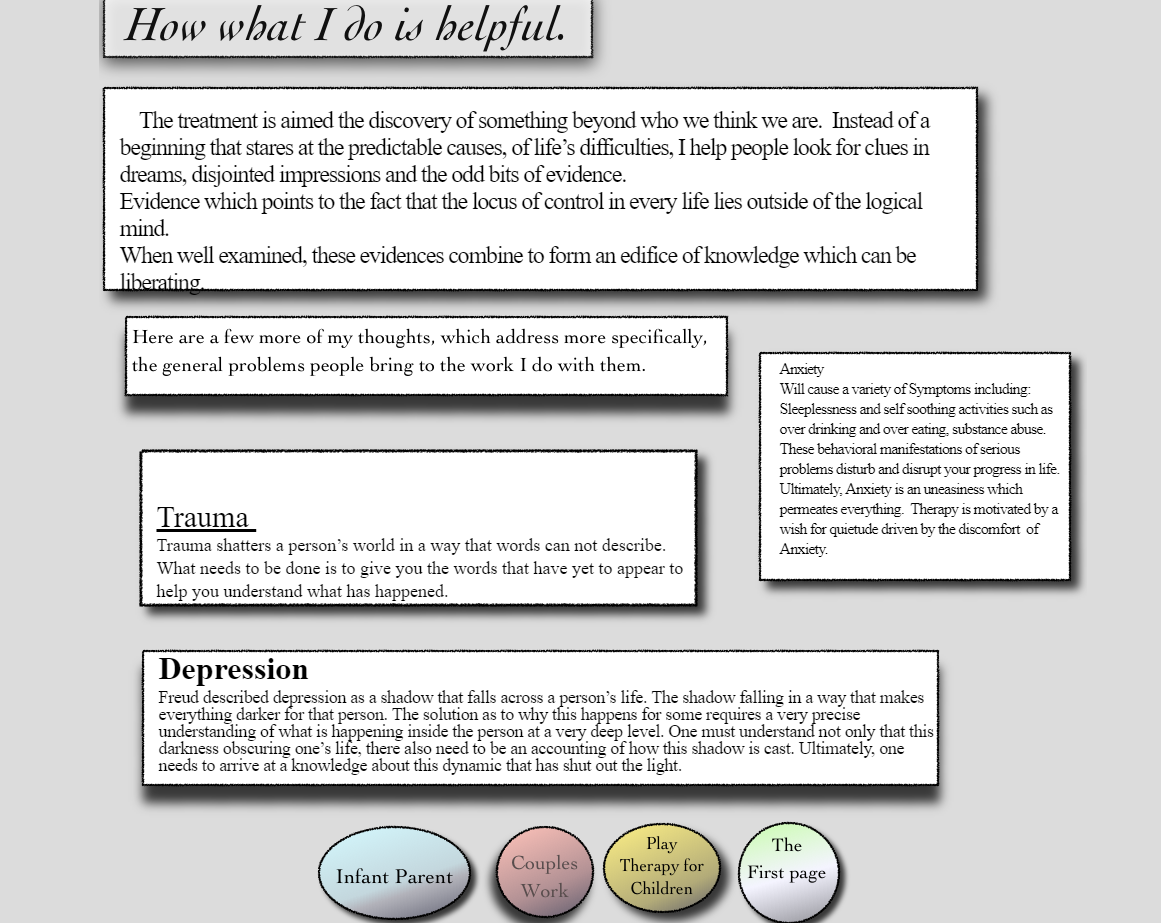 How what I do is helpful.
The treatment is aimed the discovery of something beyond who we think we are.  Instead of a
beginning that stares at the predictable causes, of life’s difficulties, I help people look for clues in
dreams, disjointed impressions and the odd bits of evidence.
Evidence which points to the fact that the locus of control in every life lies outside of the logical
mind.
When well examined, these evidences combine to form an edifice of knowledge which can be
liberating.
Here are a few more of my thoughts, which address more specifically,
the general problems people bring to the work I do with them.
Anxiety
Will cause a variety of Symptoms including:
Sleeplessness and self soothing activities such as
over drinking and over eating, substance abuse.
These behavioral manifestations of serious
problems disturb and disrupt your progress in life.
Ultimately, Anxiety is an uneasiness which
permeates everything.  Therapy is motivated by a
wish for quietude driven by the discomfort  of
Anxiety.
Trauma
Trauma shatters a person’s world in a way that words can not describe.
What needs to be done is to give you the words that have yet to appear to
help you understand what has happened.
Depression
Freud described depression as a shadow that falls across a person’s life. The shadow falling in a way that makes
everything darker for that person. The solution as to why this happens for some requires a very precise
understanding of what is happening inside the person at a very deep level. One must understand not only that this
darkness obscuring one’s life, there also need to be an accounting of how this shadow is cast. Ultimately, one
needs to arrive at a knowledge about this dynamic that has shut out the light.
Infant Parent
Couples
Work
Play
Therapy for
Children
The
First page